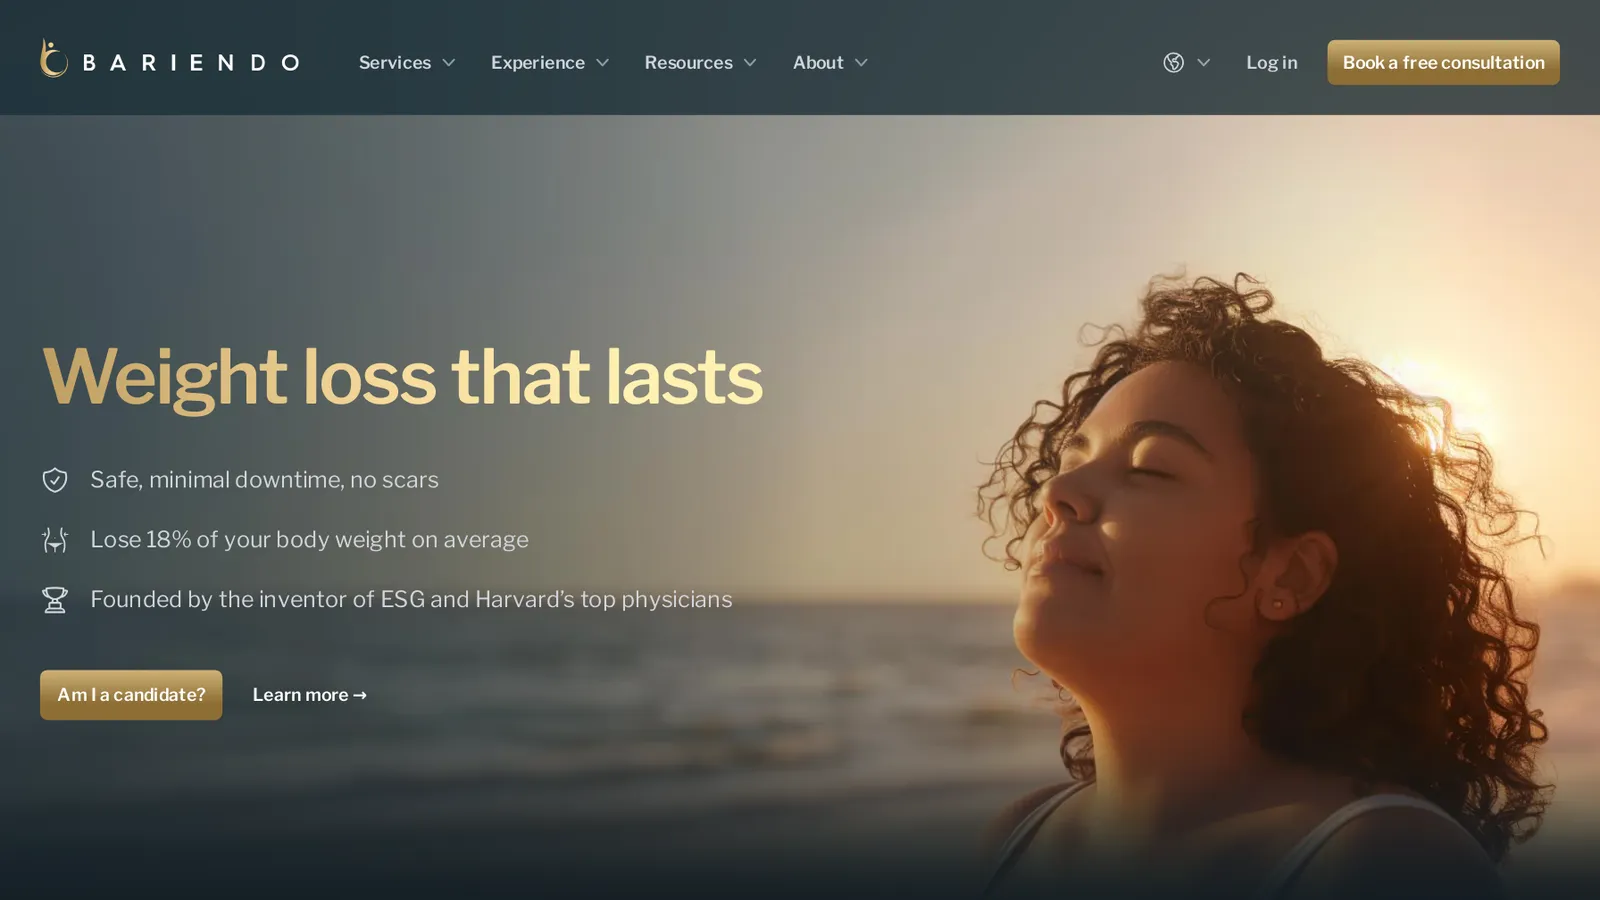 BARIENDO
Services
Experience
Resources
About
Log in
Book a free consultation
Weight loss that lasts
Safe, minimal downtime, no scars
Lose 18% of your body weight on average
Founded by the inventor of ESG and Harvard’s top physicians
Am I a candidate?
Learn more →